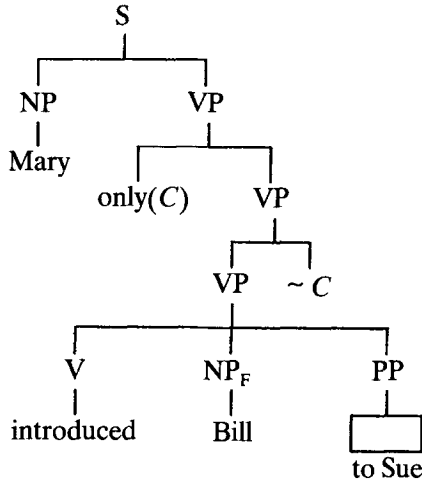 S
NP VP
Mary
only(C) VP
VP ~ C
V NP_F PP
introduced Bill
to Sue